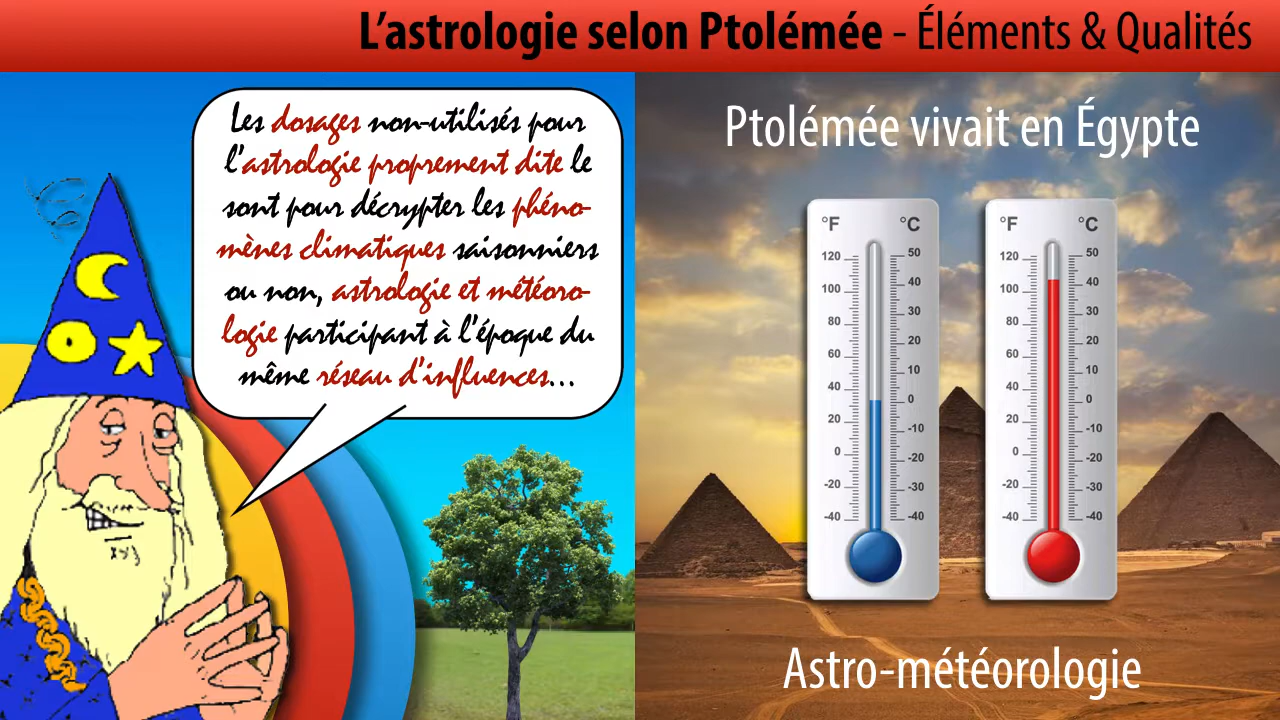 L'astrologie selon Ptolémée - Éléments & Qualités
Les dosages non-utilisés pour
l'astrologie proprement dite le
sont pour décrypter les phéno-
mènes climatiques saisonniers
ou non, astrologie et météoro-
logie participant à l'époque du
même réseau d'influences...
Ptolémée vivait en Égypte
°F °C
120 50
100 40
80 30
60 20
40 10
20 0
0 -10
-20 -20
-40 -30
-40
°F °C
120 50
100 40
80 30
60 20
40 10
20 0
0 -10
-20 -20
-40 -30
-40
Astro-météorologie